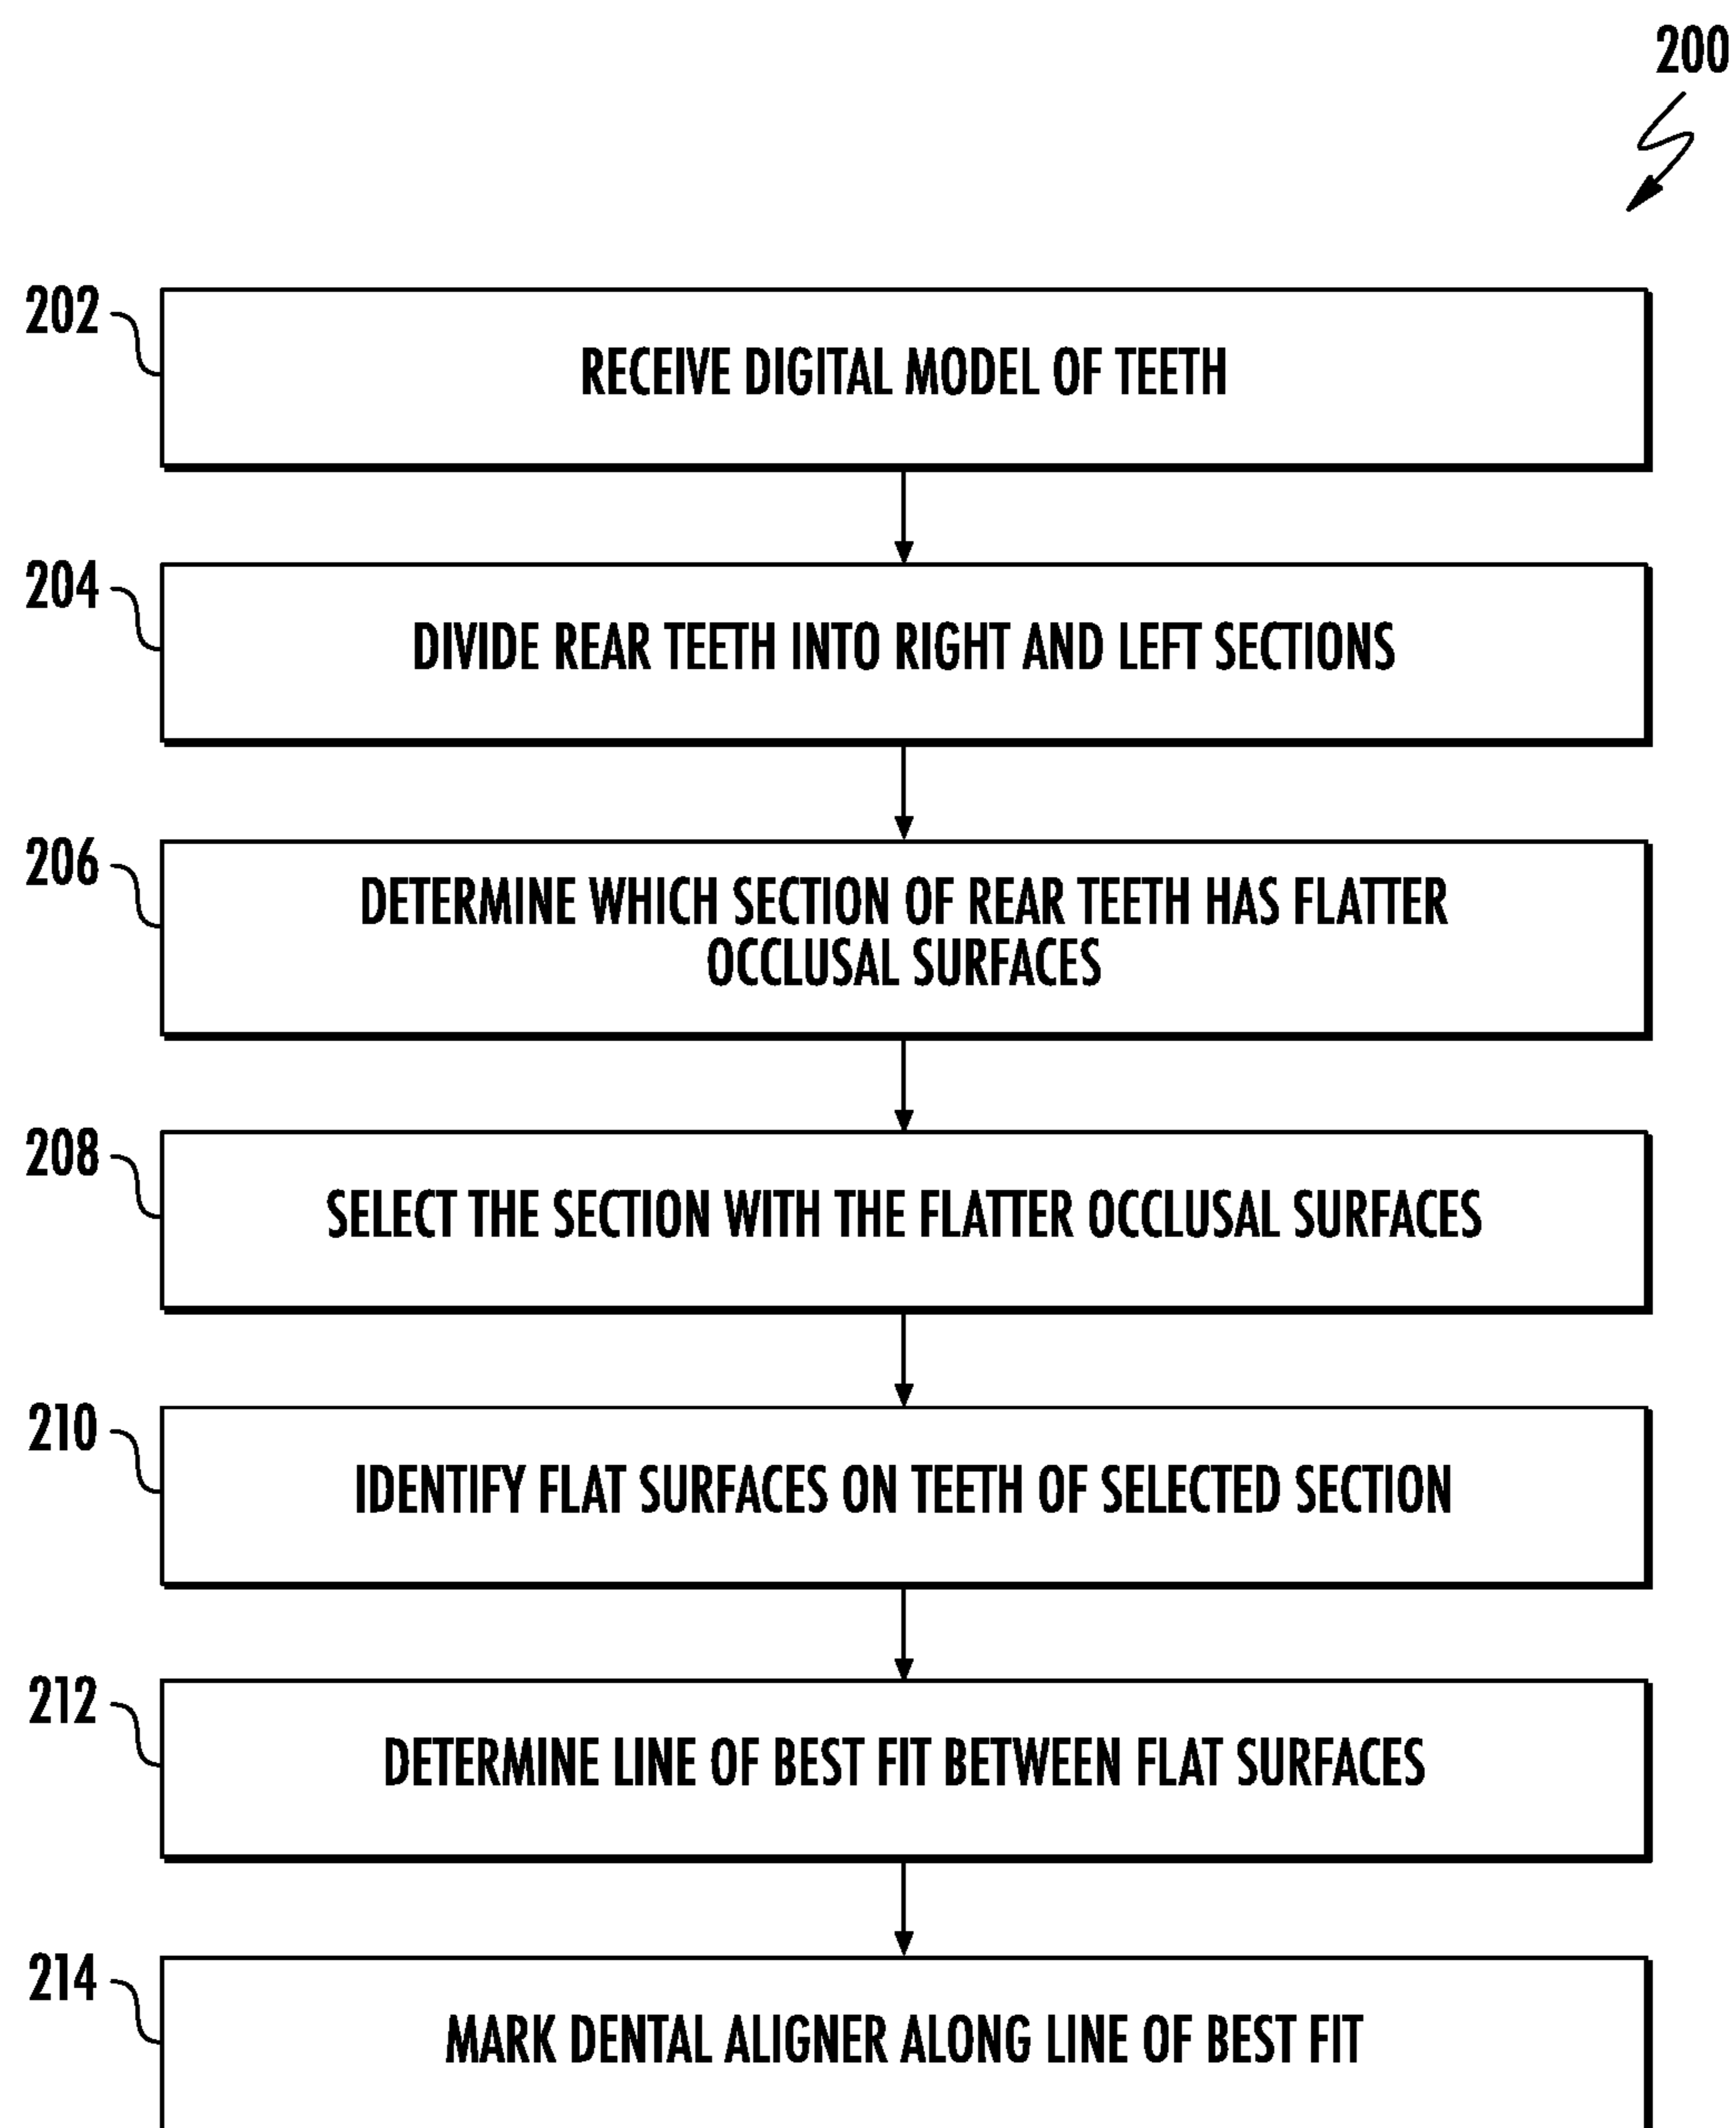 200
202
RECEIVE DIGITAL MODEL OF TEETH
204
DIVIDE REAR TEETH INTO RIGHT AND LEFT SECTIONS
206
DETERMINE WHICH SECTION OF REAR TEETH HAS FLATTER
OCCLUSAL SURFACES
208
SELECT THE SECTION WITH THE FLATTER OCCLUSAL SURFACES
210
IDENTIFY FLAT SURFACES ON TEETH OF SELECTED SECTION
212
DETERMINE LINE OF BEST FIT BETWEEN FLAT SURFACES
214
MARK DENTAL ALIGNER ALONG LINE OF BEST FIT